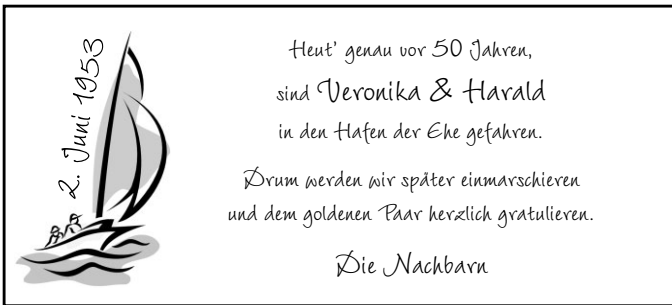 2. Juni 1953
Heut' genau vor 50 Jahren,
sind Veronika & Harald
in den Hafen der Ehe gefahren.
Drum werden wir später einmarschieren
und dem goldenen Paar herzlich gratulieren.
Die Nachbarn